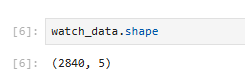 [6]: watch_data.shape
[6]: (2840, 5)